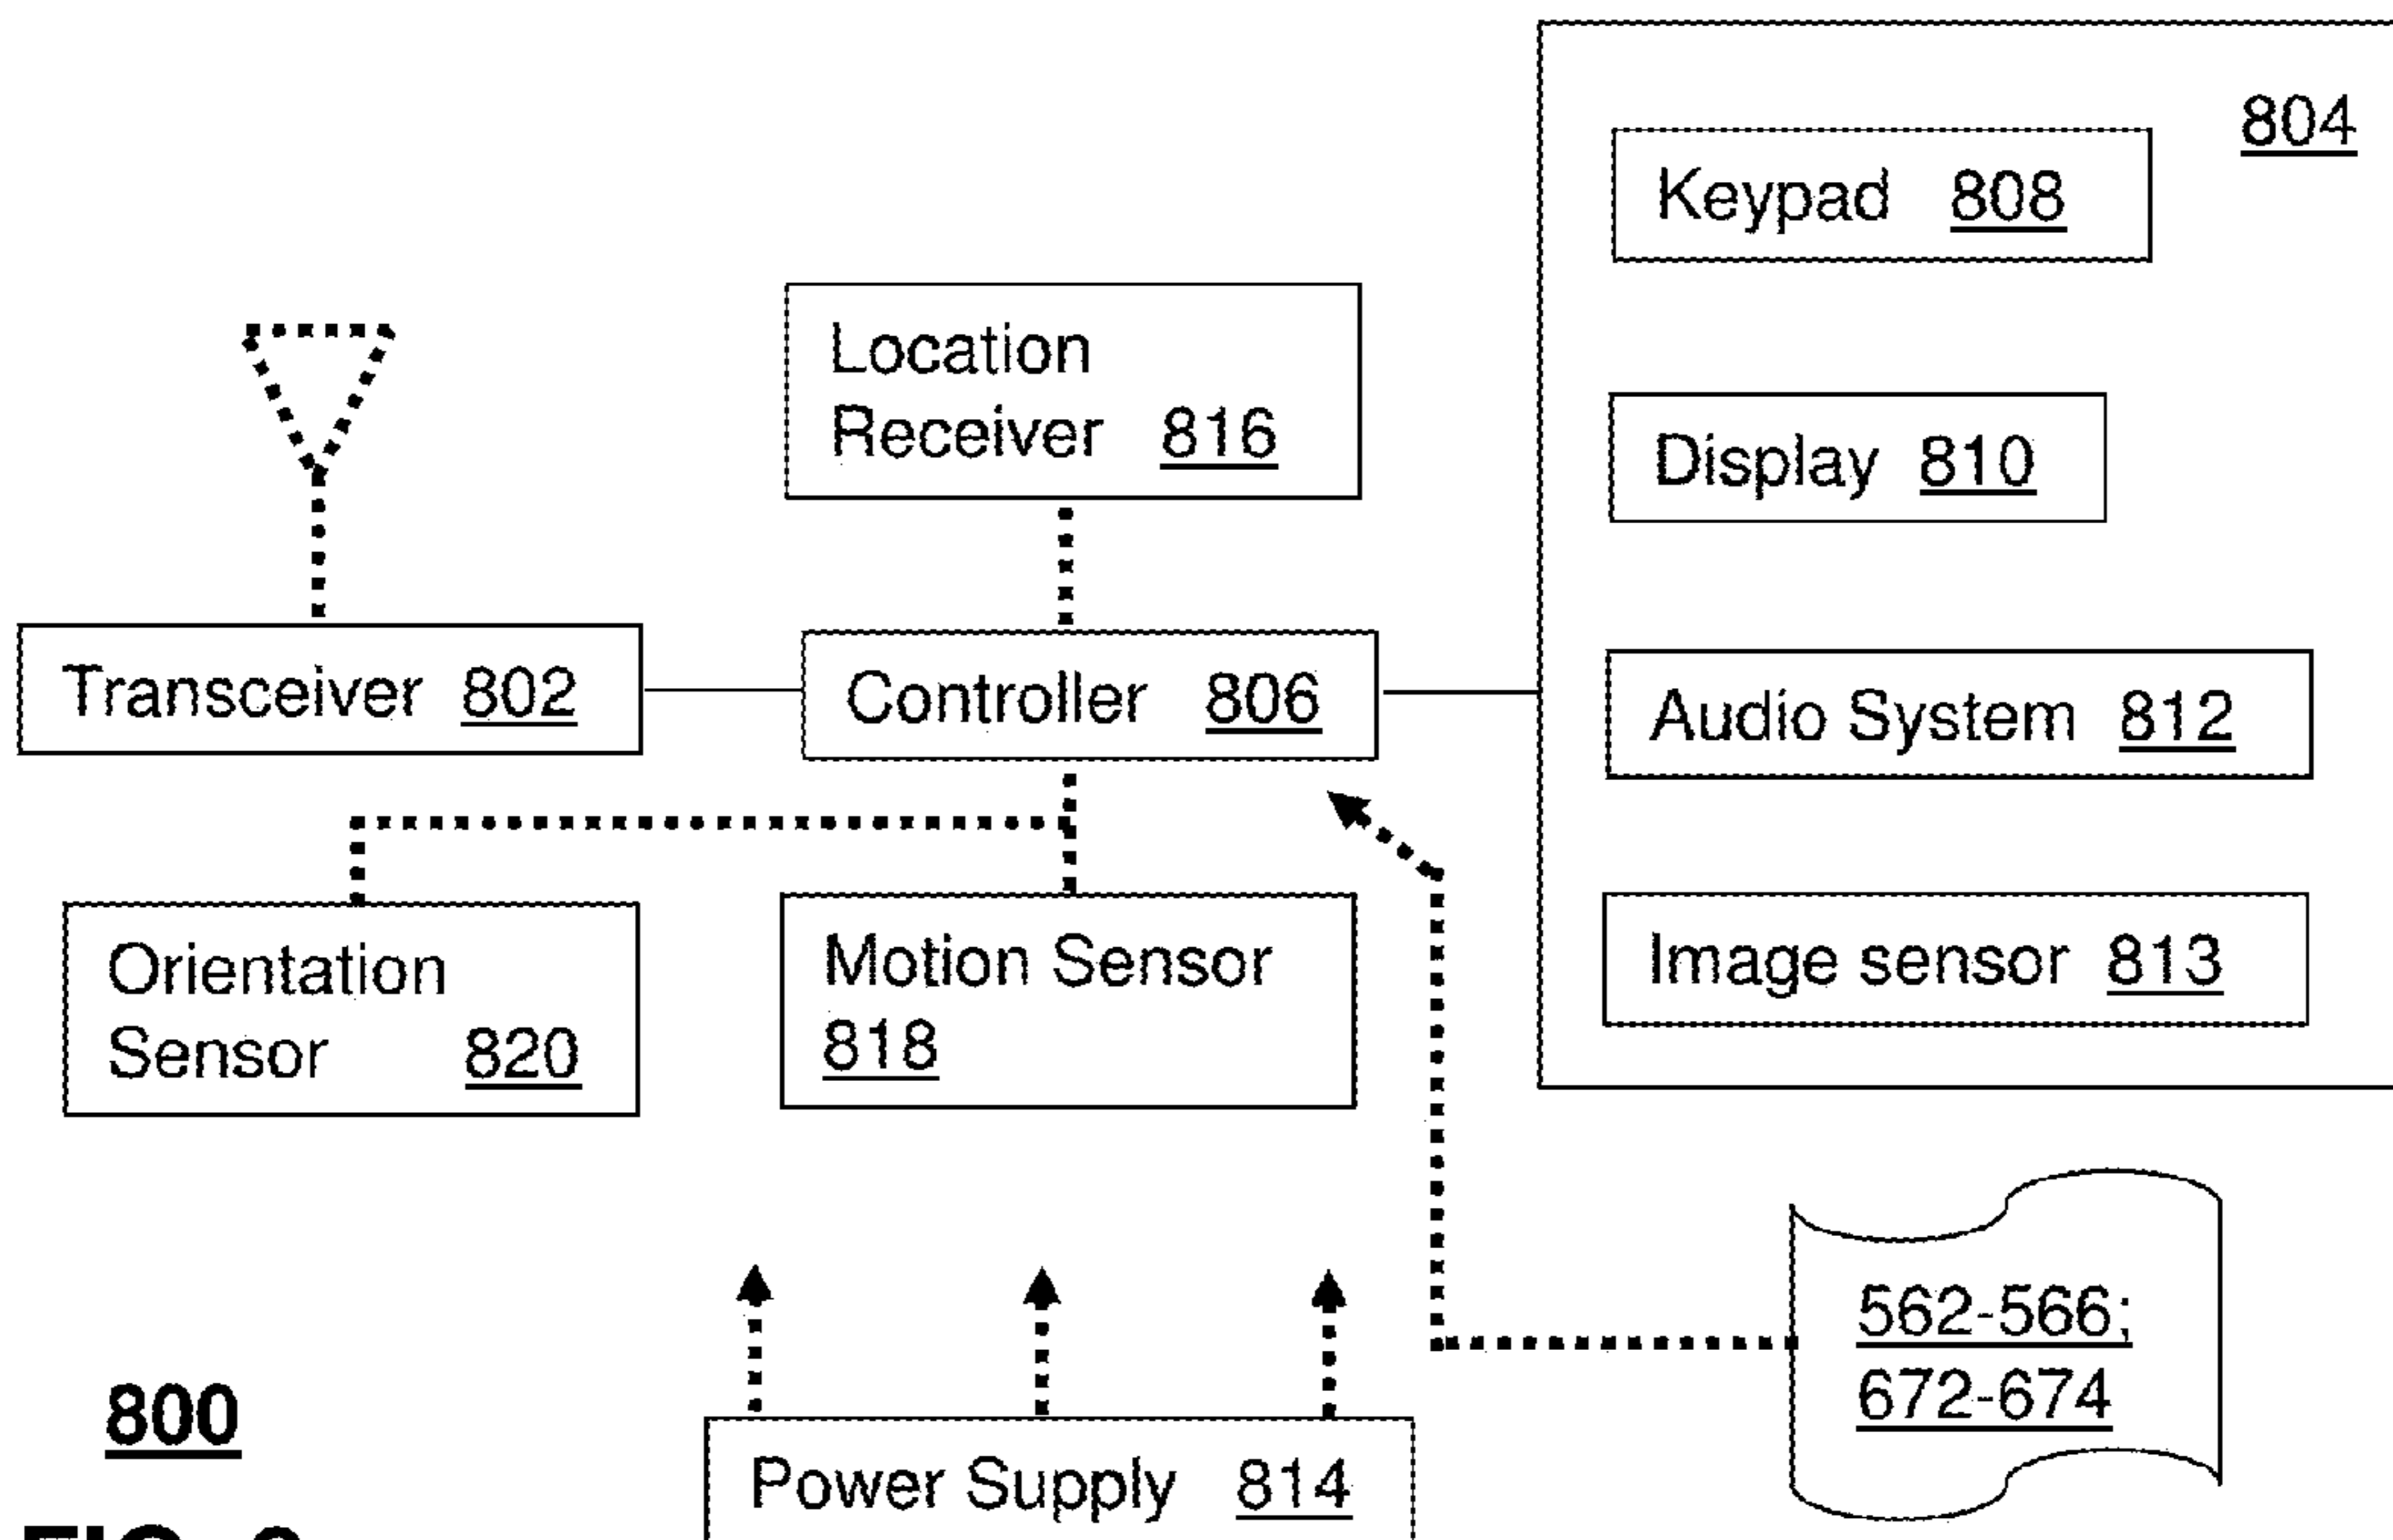 804
Keypad 808
Location
Receiver 816
Display 810
Transceiver 802
Controller 806
Audio System 812
Orientation
Sensor 820
Motion Sensor
818
Image sensor 813
562-566;
672-674
800
Power Supply 814